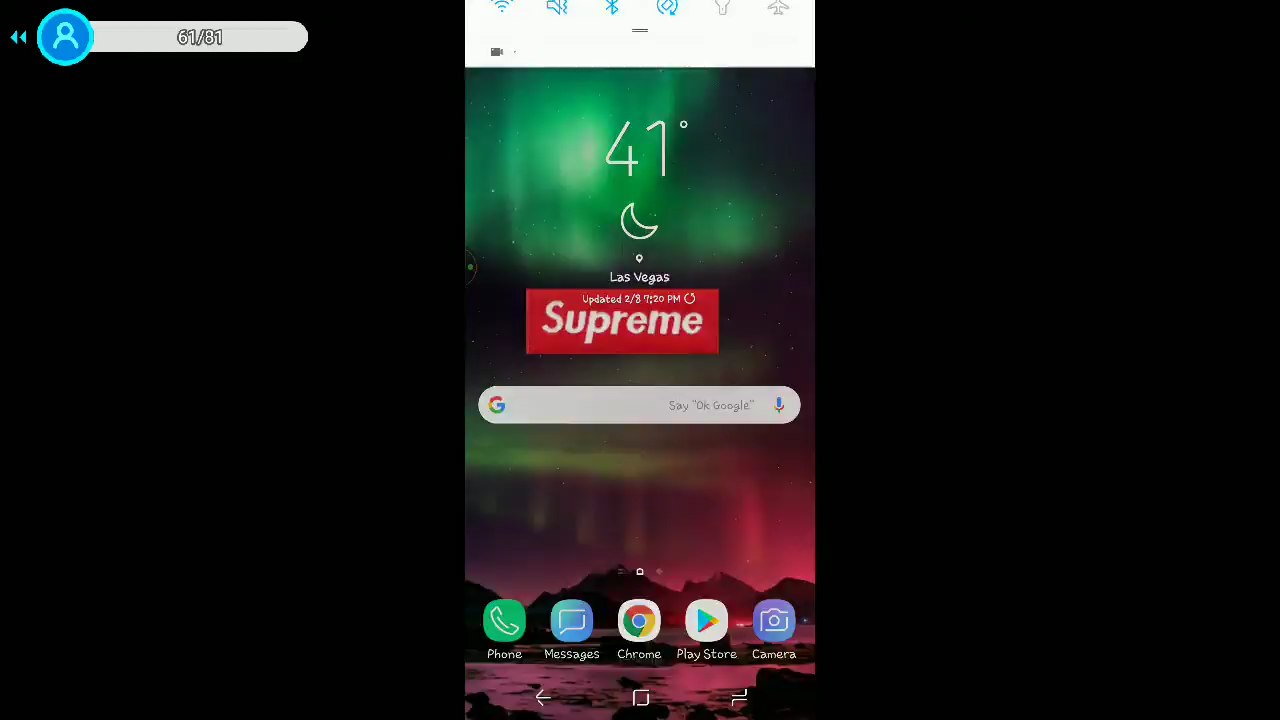 61/81
41°
Las Vegas
Updated 2/8 7:20 PM
Supreme
Say "Ok Google"
Phone
Messages
Chrome
Play Store
Camera